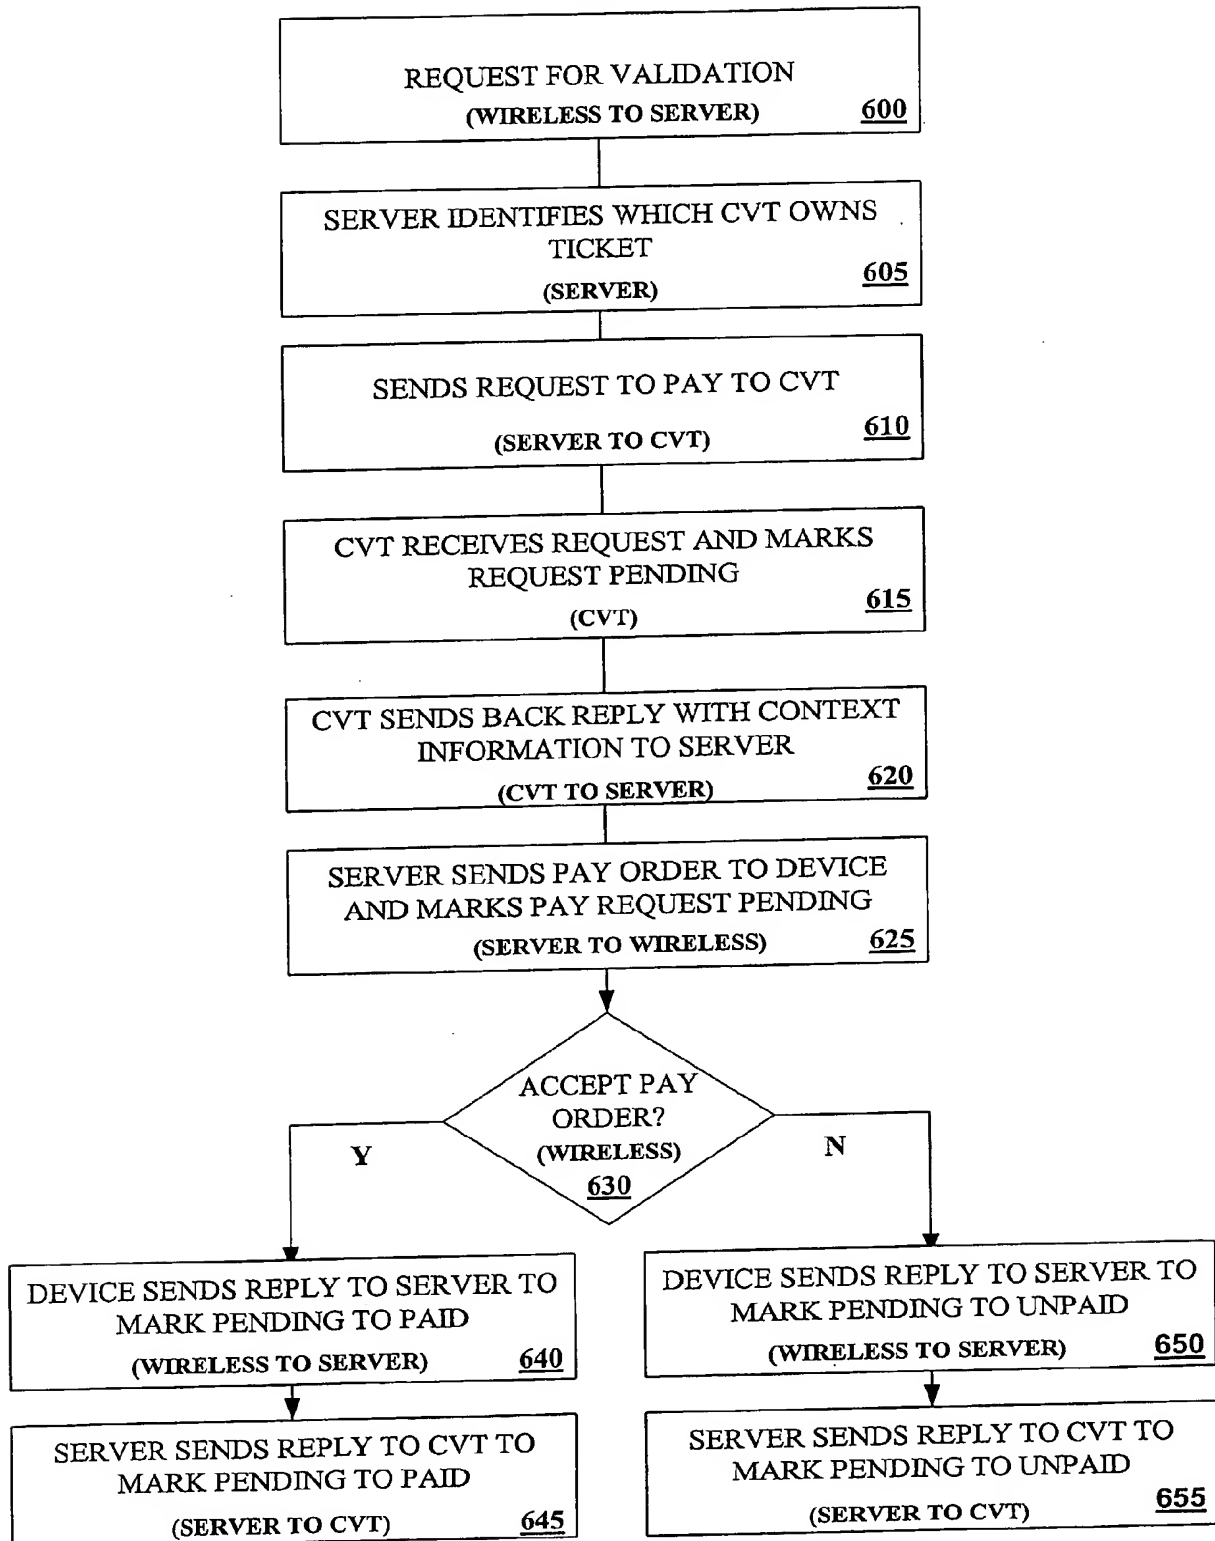 REQUEST FOR VALIDATION
(WIRELESS TO SERVER)
600
SERVER IDENTIFIES WHICH CVT OWNS
TICKET
605
(SERVER)
SENDS REQUEST TO PAY TO CVT
610
(SERVER TO CVT)
CVT RECEIVES REQUEST AND MARKS
REQUEST PENDING
615
(CVT)
CVT SENDS BACK REPLY WITH CONTEXT
INFORMATION TO SERVER
620
(CVT TO SERVER)
SERVER SENDS PAY ORDER TO DEVICE
AND MARKS PAY REQUEST PENDING
(SERVER TO WIRELESS)
625
ACCEPT PAY
ORDER?
(WIRELESS)
630
Y
N
DEVICE SENDS REPLY TO SERVER TO
MARK PENDING TO PAID
(WIRELESS TO SERVER)
640
DEVICE SENDS REPLY TO SERVER TO
MARK PENDING TO UNPAID
(WIRELESS TO SERVER)
650
SERVER SENDS REPLY TO CVT TO
MARK PENDING TO PAID
(SERVER TO CVT)
645
SERVER SENDS REPLY TO CVT TO
MARK PENDING TO UNPAID
(SERVER TO CVT)
655